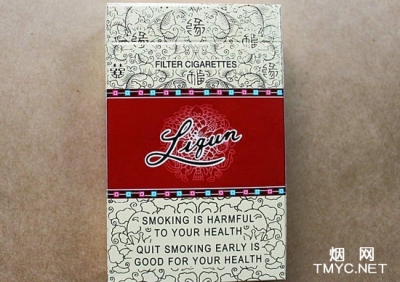 FILTER CIGARETTES
Liqun
SMOKING IS HARMFUL
TO YOUR HEALTH
QUIT SMOKING EARLY IS
GOOD FOR YOUR HEALTH
烟网
TMYC.NET